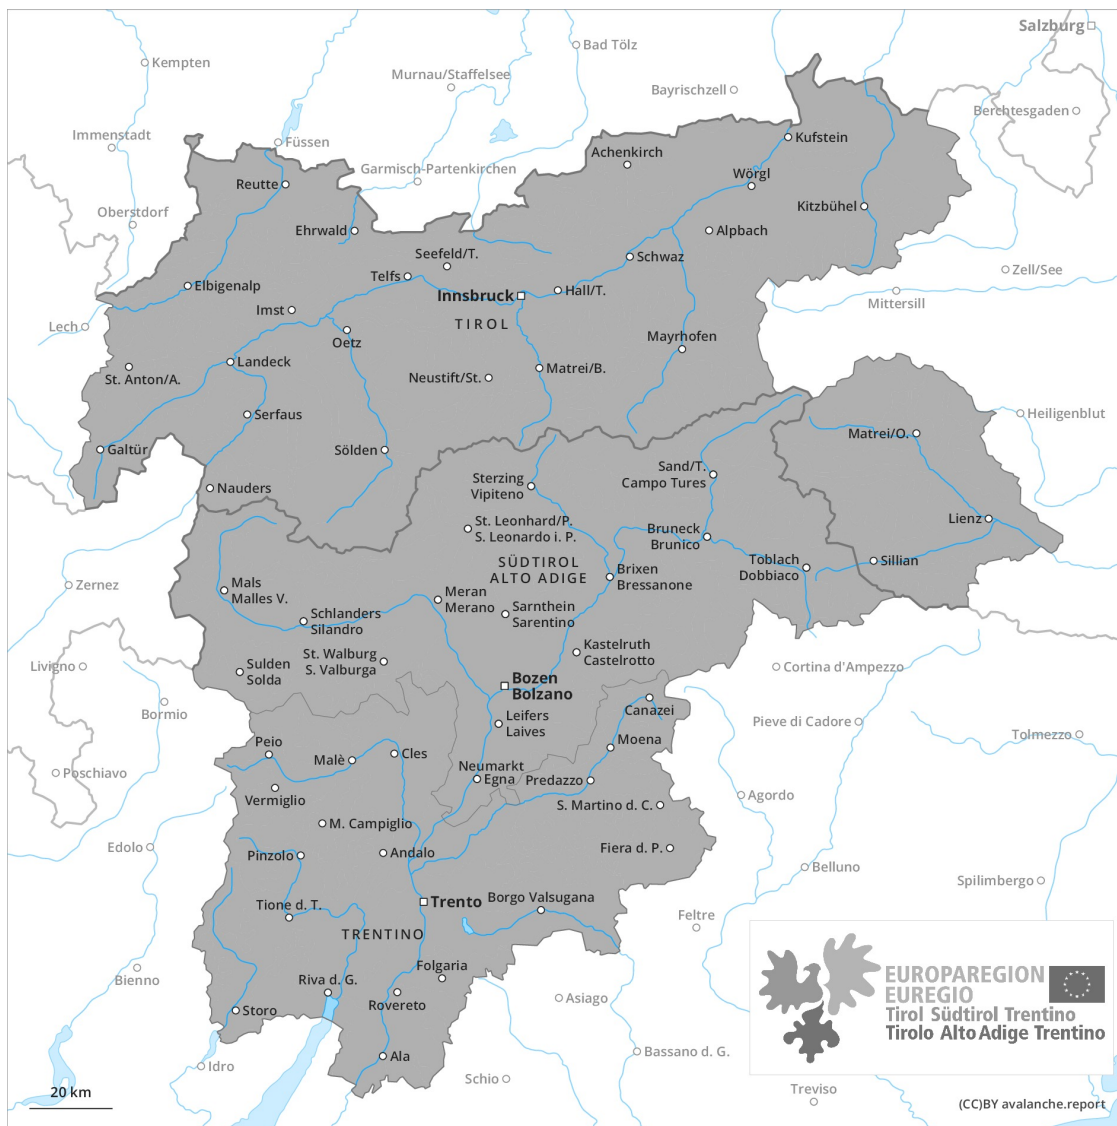 Salzburg
Bad Tölz
Kempten
Murnau/Staffelsee
Bayrischzell
Berchtesgaden
Immenstadt
Füssen
Kufstein
Achenkirch
Garmisch-Partenkirchen
Wörgl
Reutte
Oberstdorf
Kitzbühel
Ehrwald
Alpbach
Seefeld/T.
Schwaz
Zell/See
Telfs
Elbigenalp
Innsbruck
Hall/T.
Mittersill
Imst
TIROL
Lech
Oetz
Mayrhofen
Landeck
Matrei/B.
St. Anton/A.
Neustift/St.
Serfaus
Heiligenblut
Matrei/O.
Galtür
Sölden
Sand/T.
Campo Tures
Sterzing
Vipiteno
Nauders
Lienz
St. Leonhard/P.
S. Leonardo i. P.
Bruneck
Brunico
SÜDTIROL
ALTO ADIGE
Toblach
Dobbiaco
Sillian
Brixen
Bressanone
Zernez
Mals
Malles V.
Meran
Merano
Sarnthein
Sarentino
Schlanders
Silandro
Kastelruth
Castelrotto
St. Walburg
S. Valburga
Livigno
Sulden
Solda
Cortina d'Ampezzo
Bozen
Bolzano
Canazei
Bormio
Leifers
Laives
Pieve di Cadore
Tolmezzo
Peio
Moena
Cles
Malè
Neumarkt
Egna
Poschiavo
Predazzo
Vermiglio
Agordo
S. Martino d. C.
M. Campiglio
Edolo
Pinzolo
Andalo
Fiera d. P.
Belluno
Spilimbergo
Trento
Borgo Valsugana
Tione d. T.
Feltre
TRENTINO
Folgaria
Bienno
Riva d. G.
Rovereto
Asiago
Storo
EUROPAREGION
EUREGIO
Tirol Südtirol Trentino
Tirolo Alto Adige Trentino
Ala
Bassano d. G.
Idro
Schio
Treviso
20 km
(CC)BY avalanche.report